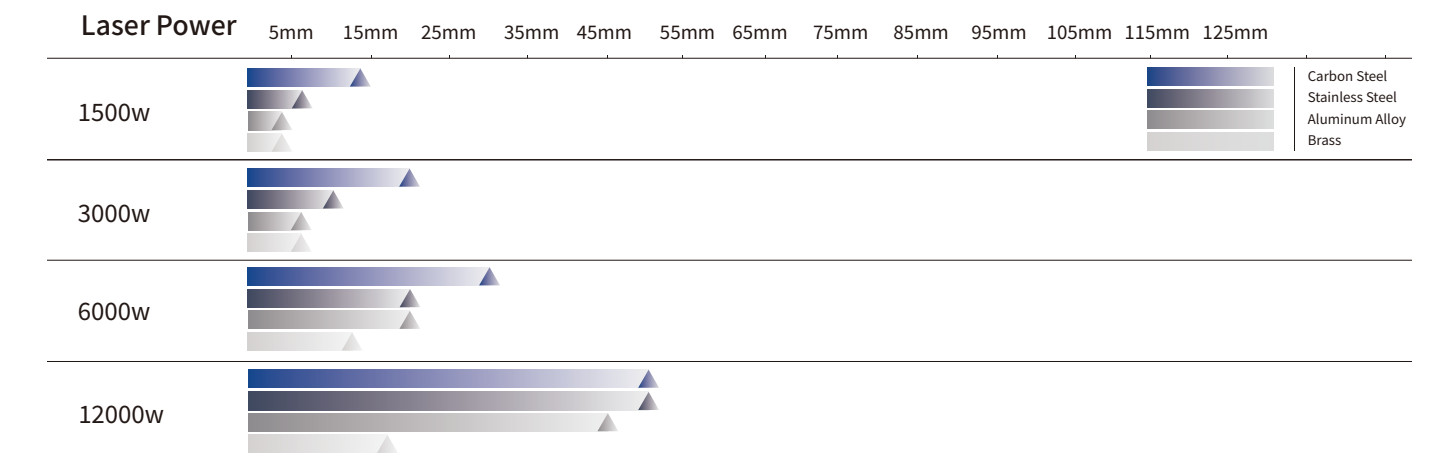 Laser Power 5mm 15mm 25mm 35mm 45mm 55mm 65mm 75mm 85mm 95mm 105mm 115mm 125mm
1500w
Carbon Steel
Stainless Steel
Aluminum Alloy
Brass
3000w
6000w
12000w